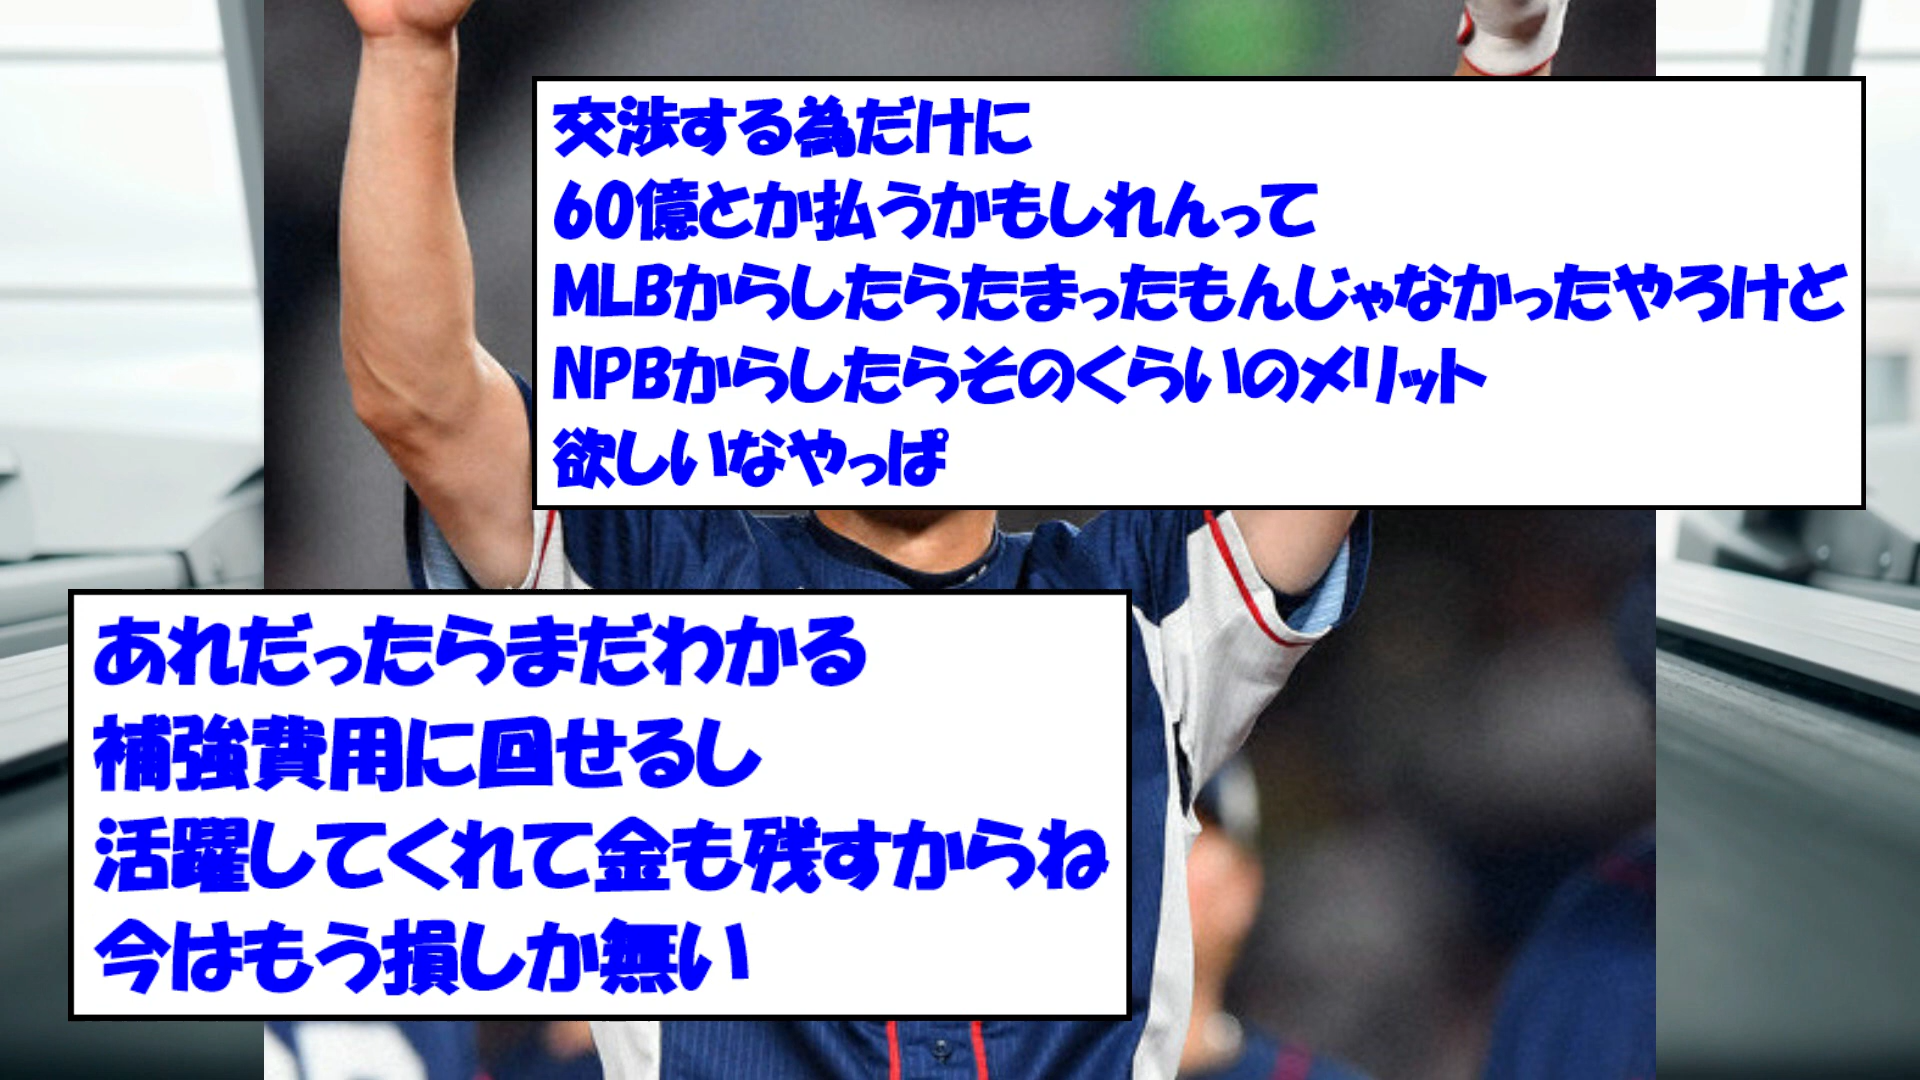 交渉する為だけに
60億とか払うかもしれんって
MLBからしたらたまったもんじゃなかったやろけど
NPBからしたらそのくらいのメリット
欲しいなやっぱ
あれだったらまだわかる
補強費用に回せるし
活躍してくれて金も残すからね
今はもう損しか無い